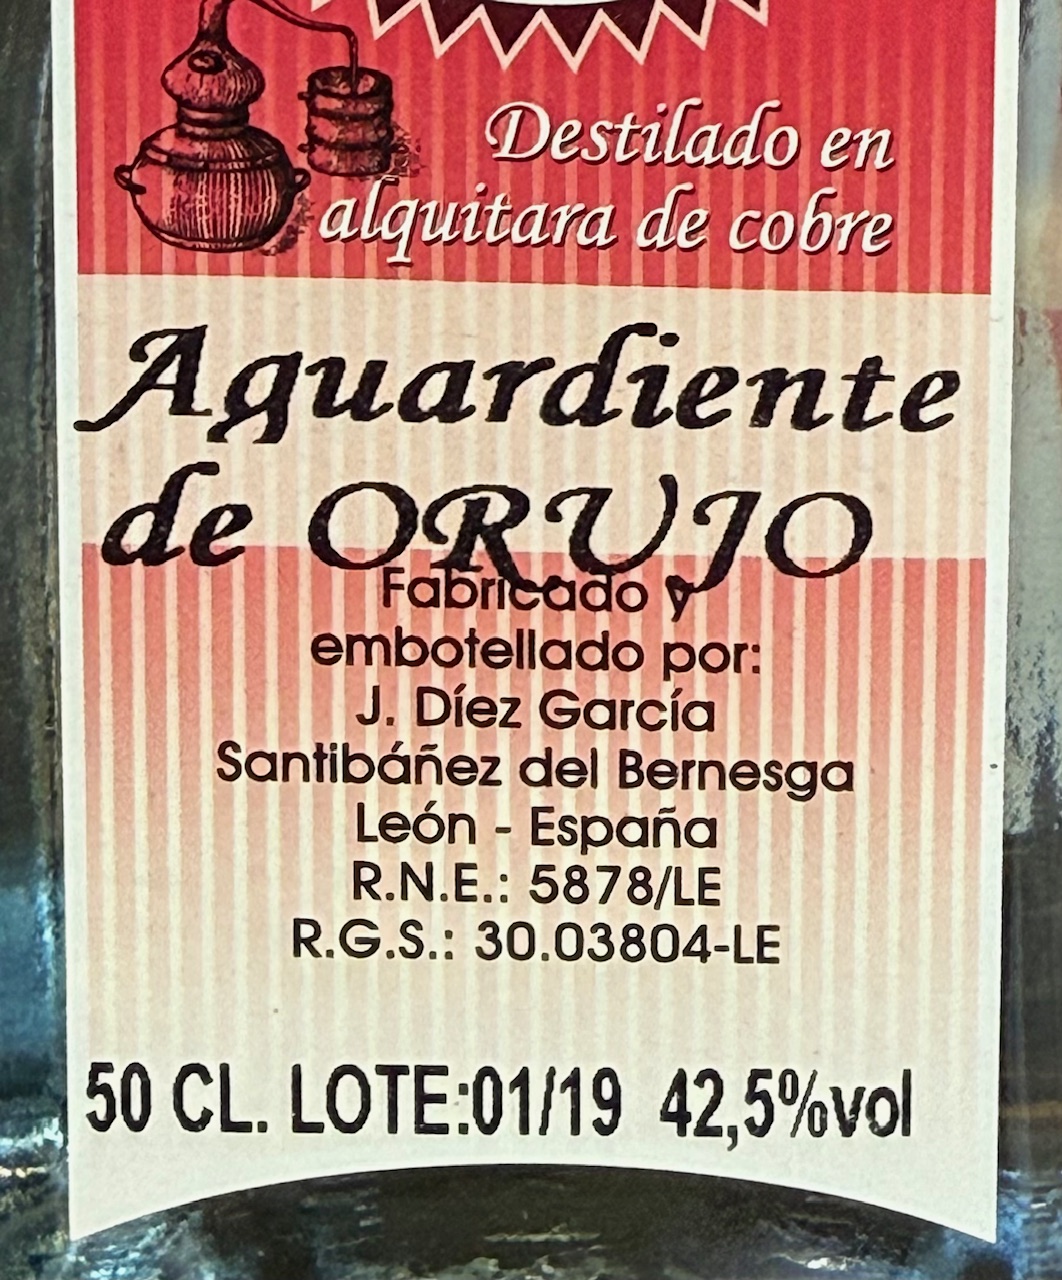 Destilado en
alquitara de cobre
Aguardiente
de ORUJO
Fabricado y
embotellado por:
J. Díez García
Santibáñez del Bernesga
León - España
R.N.E.: 5878/LE
R.G.S.: 30.03804-LE
50 CL. LOTE:01/19 42,5%vol